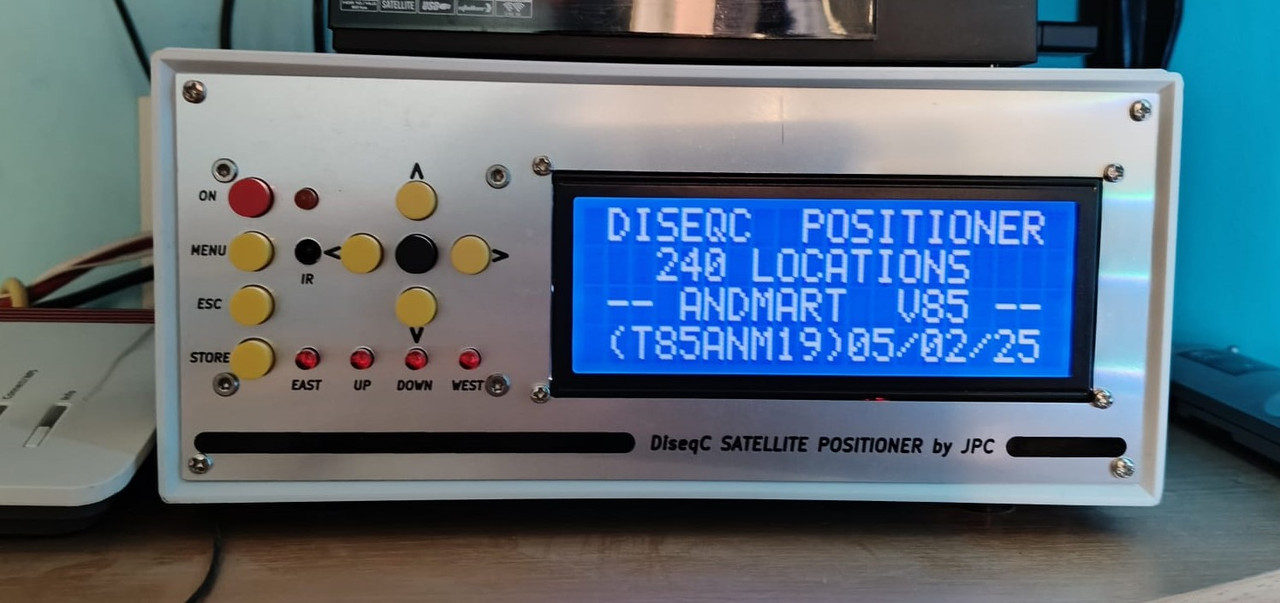 SATELLITE
USB
ON
MENU
IR
ESC
STORE
EAST UP DOWN WEST
DISEQC POSITIONER
240 LOCATIONS
-- ANDMART V85 --
(T85ANM19)05/02/25
DiseqC SATELLITE POSITIONER by JPC